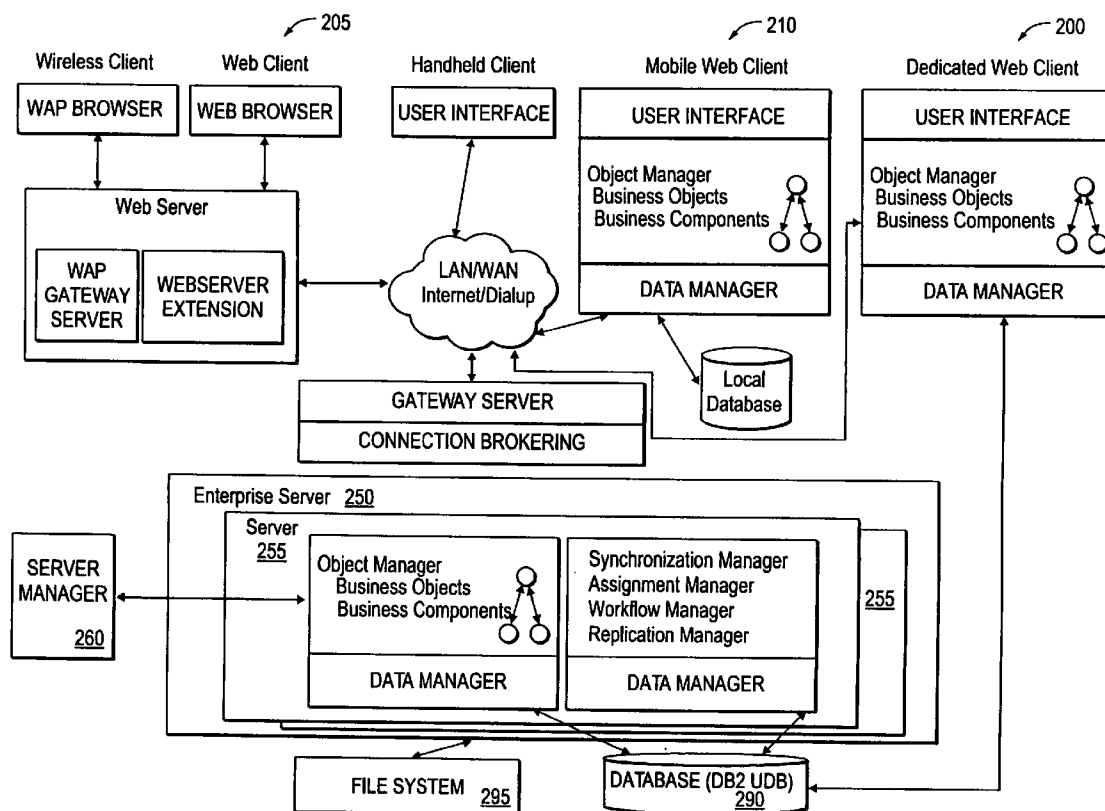 205
210
200
Wireless Client
Web Client
Handheld Client
Mobile Web Client
Dedicated Web Client
WAP BROWSER
WEB BROWSER
USER INTERFACE
USER INTERFACE
USER INTERFACE
Object Manager
Business Objects
Business Components
Object Manager
Business Objects
Business Components
Web Server
WAP
GATEWAY
SERVER
WEBSERVER
EXTENSION
LAN/WAN
Internet/Dialup
DATA MANAGER
DATA MANAGER
Local
Database
GATEWAY SERVER
CONNECTION BROKERING
Enterprise Server 250
Server
255
SERVER
MANAGER
260
Object Manager
Business Objects
Business Components
Synchronization Manager
Assignment Manager
Workflow Manager
Replication Manager
255
DATA MANAGER
DATA MANAGER
FILE SYSTEM
295
DATABASE (DB2 UDB)
290